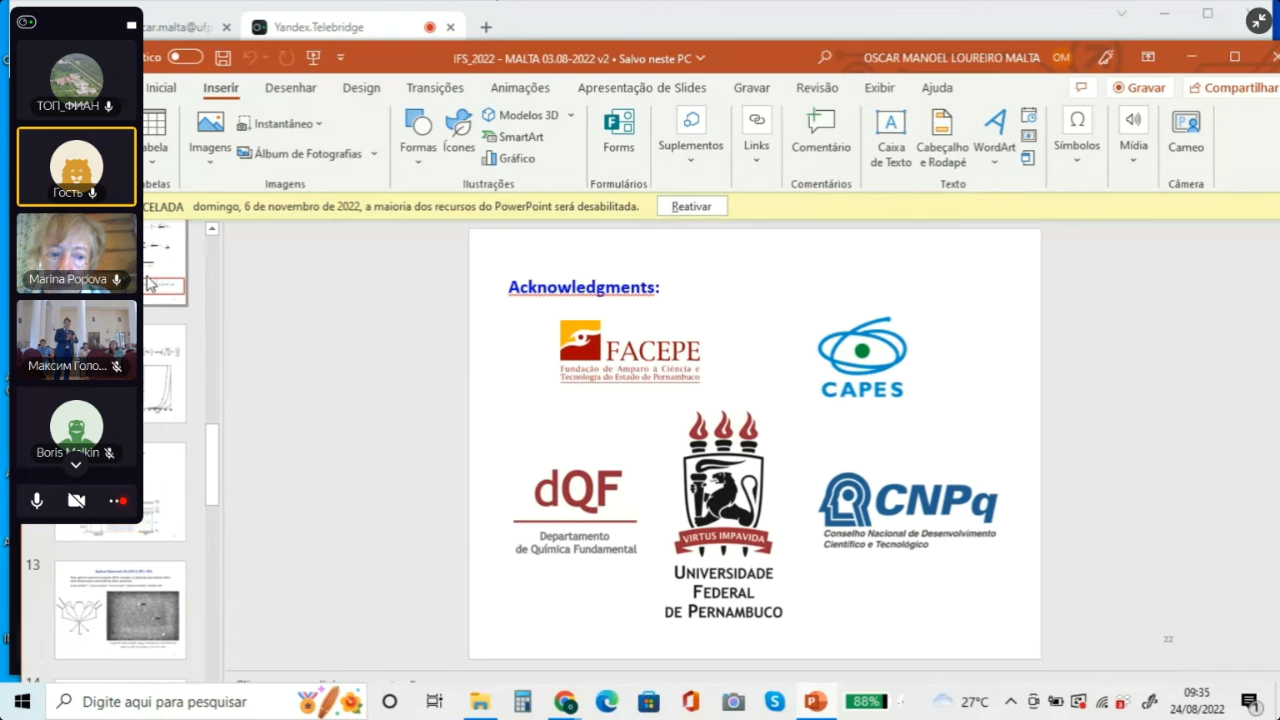 car.malta@ufp
Yandex.Telebridge
tico
IFS_2022 - MALTA 03.08-2022 v2 • Salvo neste PC
OSCAR MANOEL LOUREIRO MALTA
OM
Inicial
Inserir
Desenhar
Design
Transições
Animações
Apresentação de Slides
Gravar
Revisão
Exibir
Ajuda
Gravar
Compartilhar
abela
Imagens
Instantâneo
Álbum de Fotografias
Formas
Ícones
Modelos 3D
SmartArt
Gráfico
Forms
Suplementos
Links
Comentário
Caixa
de Texto
Cabeçalho
e Rodapé
WordArt
Símbolos
Mídia
Cameo
abelas
Imagens
Ilustrações
Formulários
Comentários
Texto
Câmera
CELADA domingo, 6 de novembro de 2022, a maioria dos recursos do PowerPoint será desabilitada.
Reativar
ТОП_ФИАН
Гость
Marina Popova
Максим Голо...
Boris Malkin
Acknowledgments:
FACEPE
Fundação de Amparo à Ciência e
Tecnologia do Estado de Pernambuco
CAPES
dQF
Departamento
de Química Fundamental
VIRTUS IMPAVIDA
UNIVERSIDADE
FEDERAL
DE PERNAMBUCO
CNPq
Conselho Nacional de Desenvolvimento
Científico e Tecnológico
22
13
14
Digite aqui para pesquisar
88%
27°C
09:35
24/08/2022
1